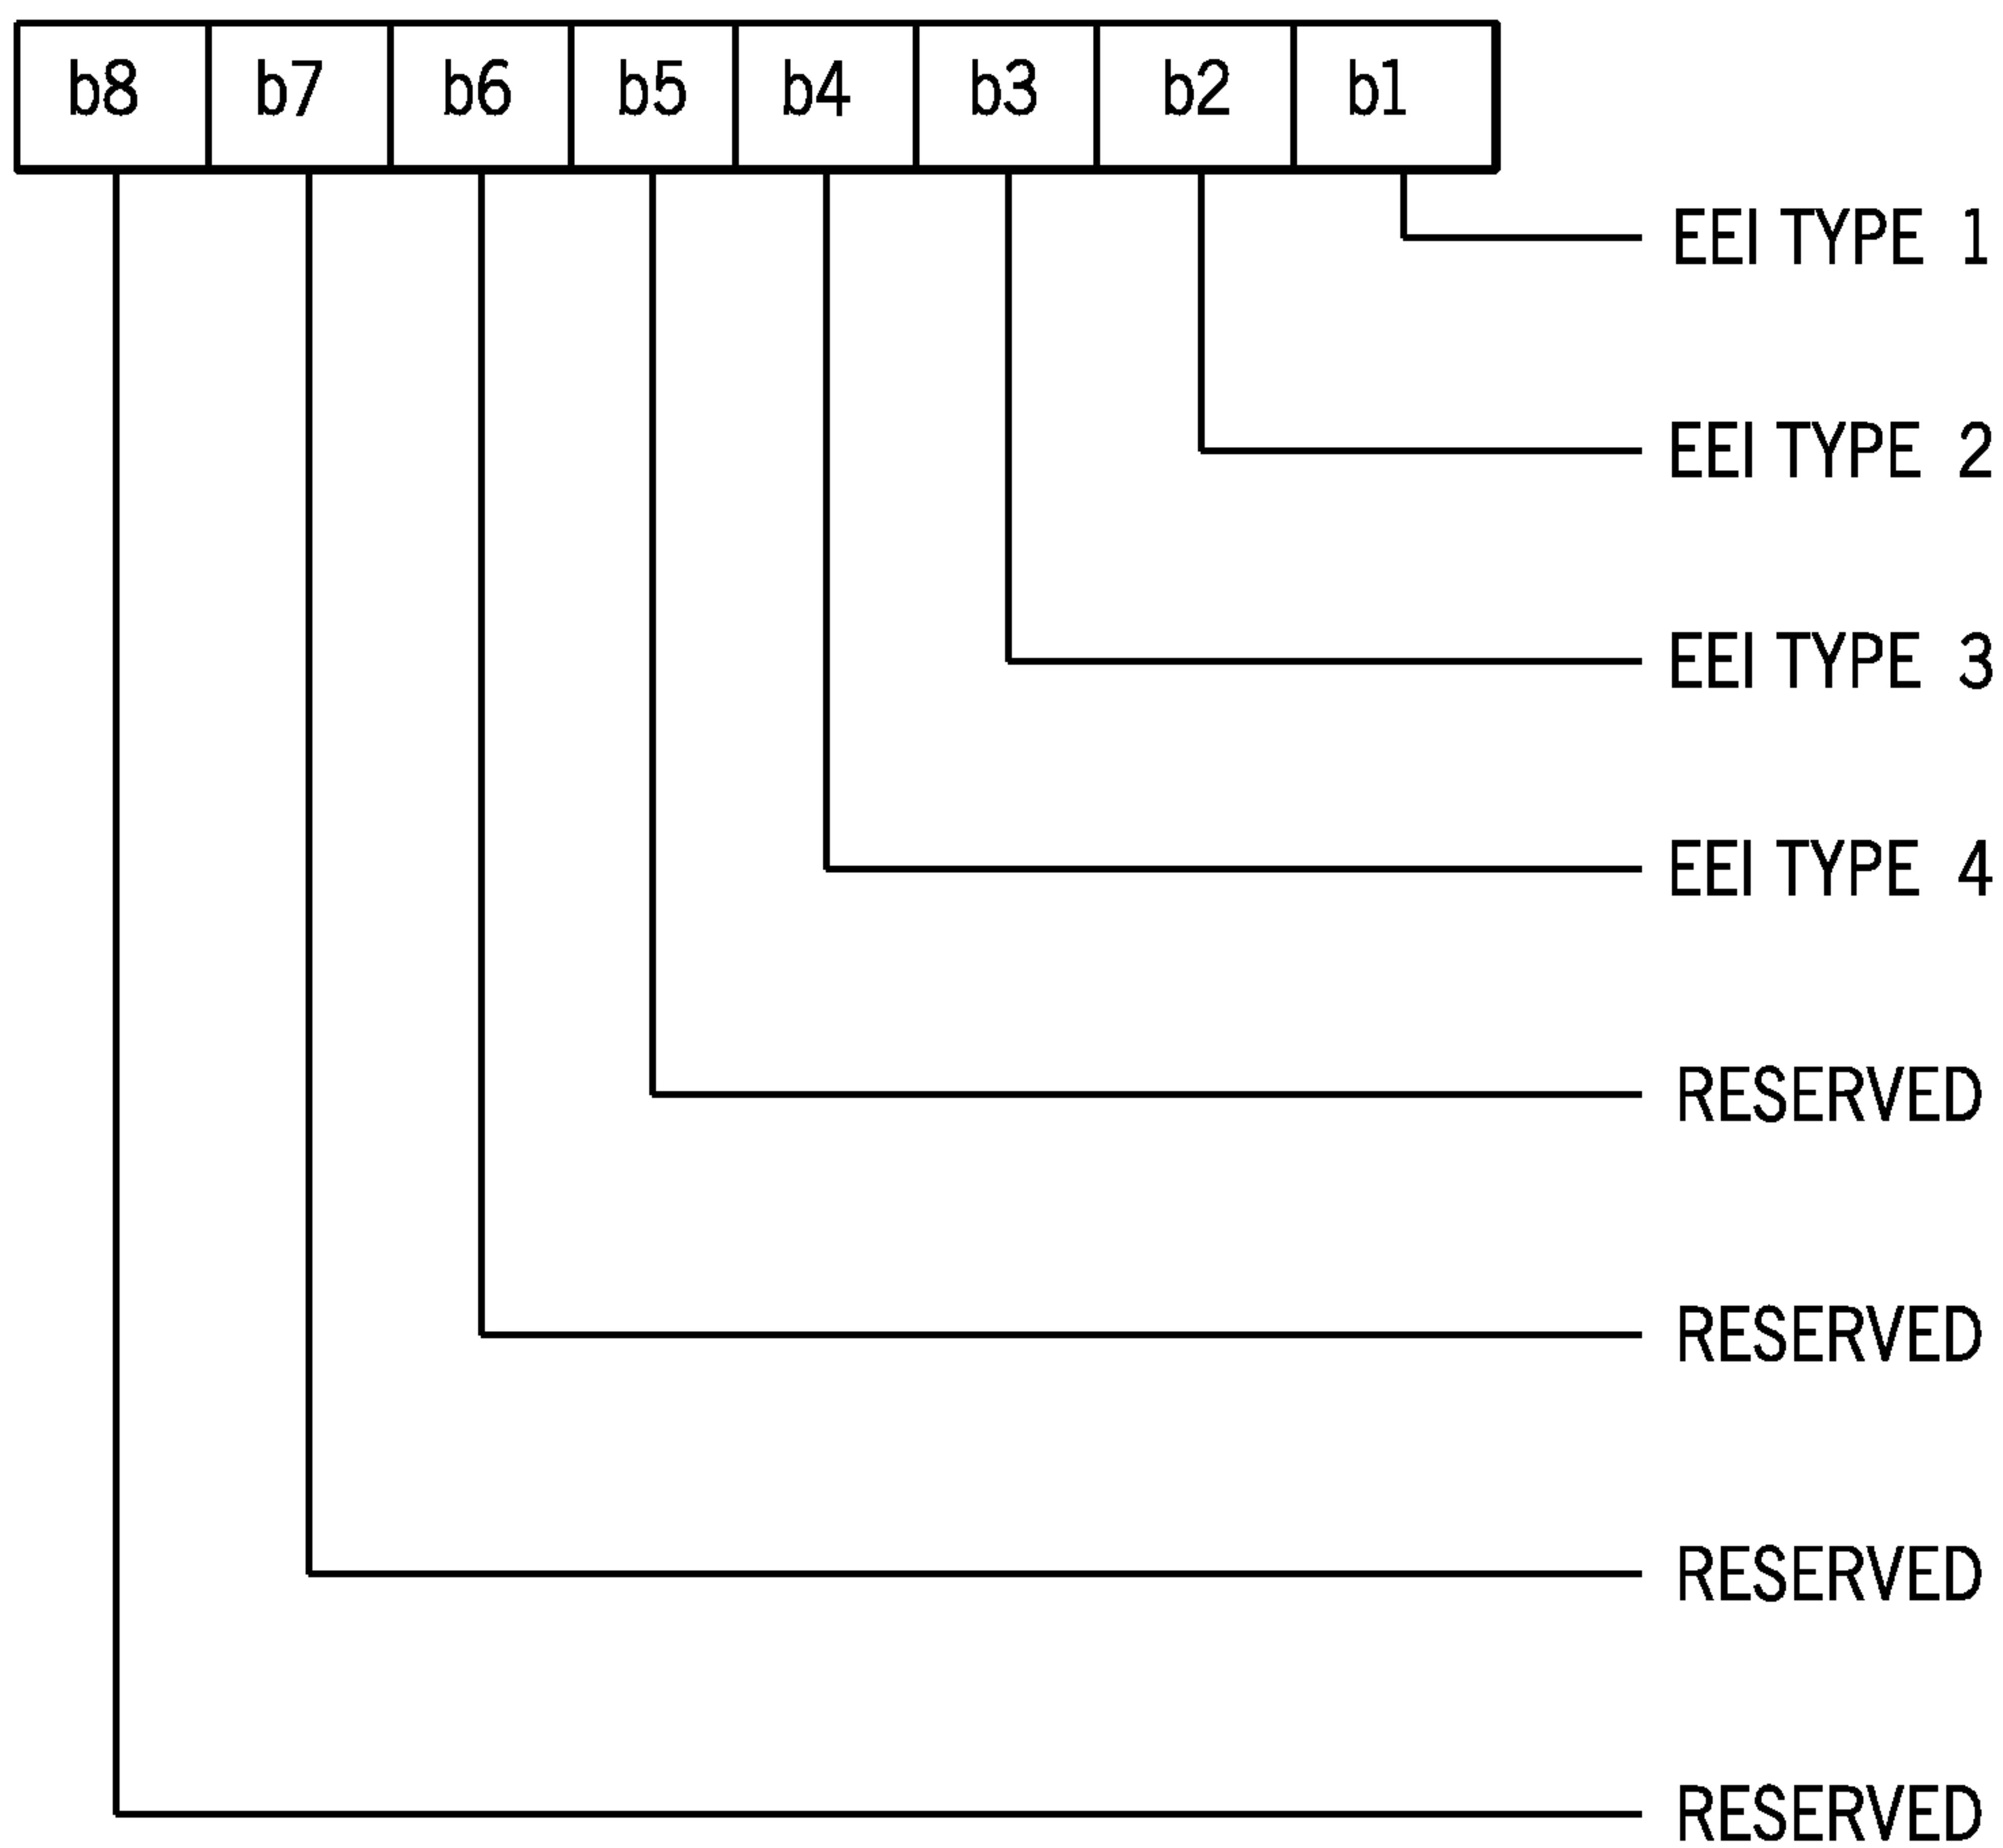 b8 b7 b6 b5 b4 b3 b2 b1
EEI TYPE 1
EEI TYPE 2
EEI TYPE 3
EEI TYPE 4
RESERVED
RESERVED
RESERVED
RESERVED